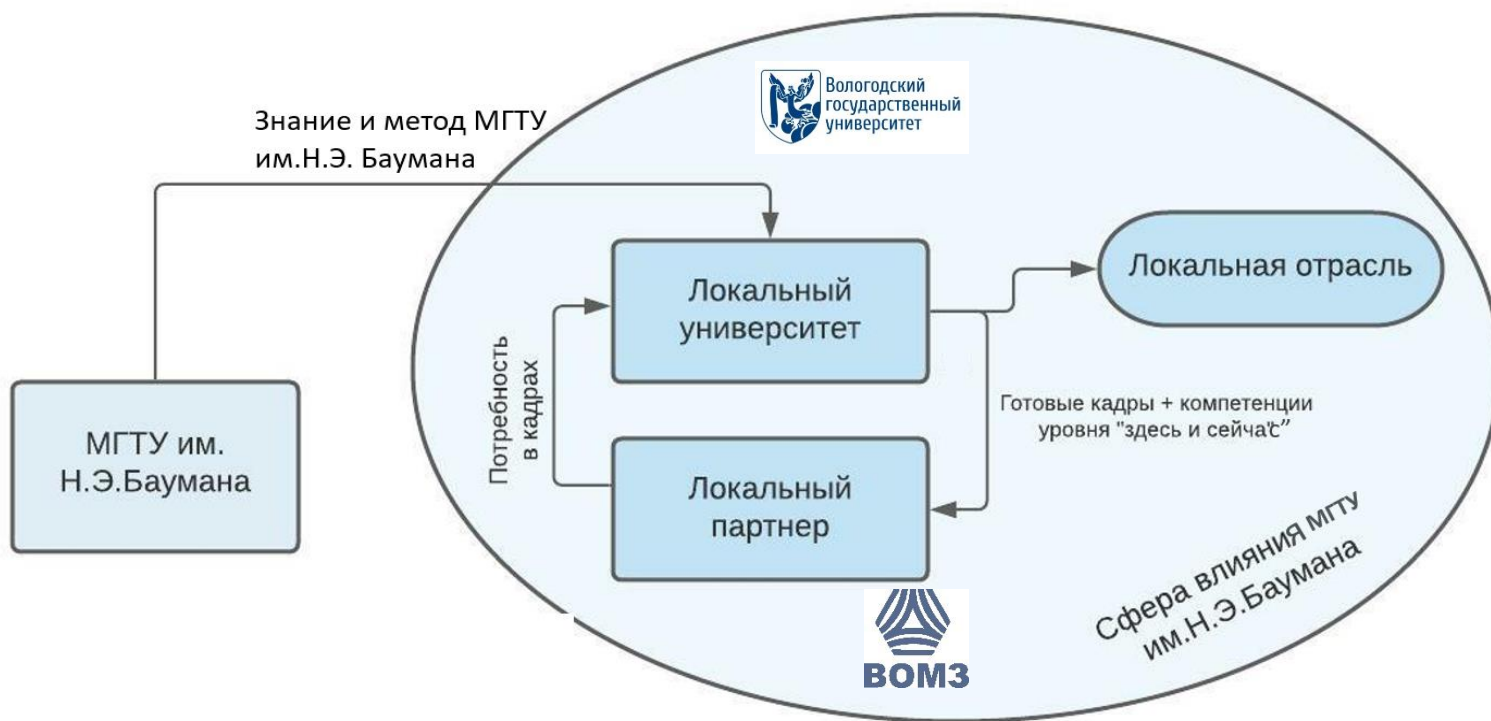 Вологодский
государственный
университет
Знание и метод МГТУ
им.Н.Э. Баумана
Локальная отрасль
Локальный
университет
Потребность
в кадрах
Готовые кадры + компетенции
уровня "здесь и сейчас"
МГТУ им.
Н.Э.Баумана
Локальный
партнер
Сфера влияния МГТУ
им.Н.Э.Баумана
ВОМЗ